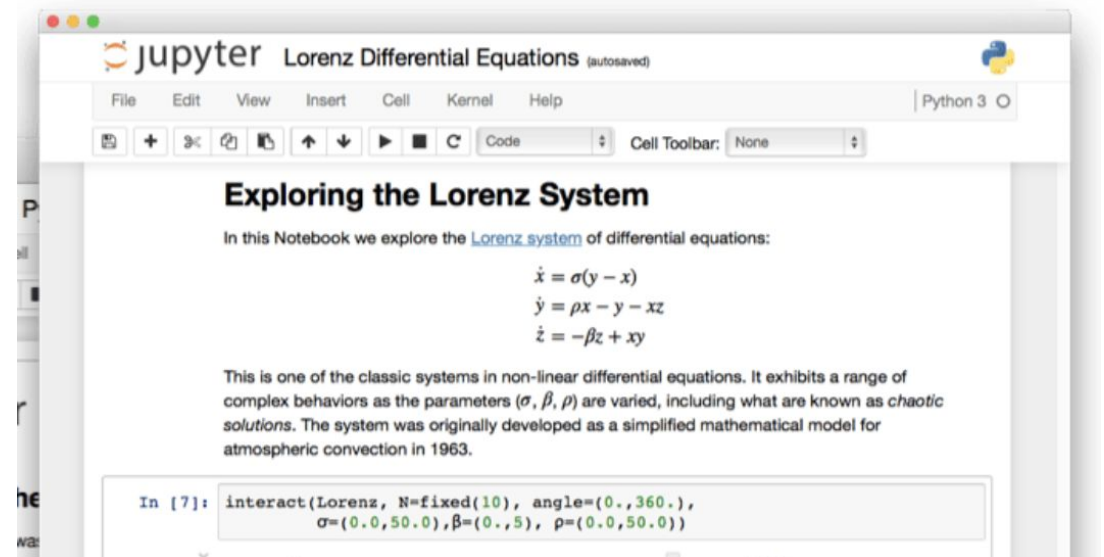 jupyter Lorenz Differential Equations (autosaved)
File Edit View Insert Cell Kernel Help Python 3
Code Cell Toolbar: None
Exploring the Lorenz System
In this Notebook we explore the Lorenz system of differential equations:
ẋ = σ(y − x)
ẏ = ρx − y − xz
ż = −βz + xy
This is one of the classic systems in non-linear differential equations. It exhibits a range of
complex behaviors as the parameters (σ, β, ρ) are varied, including what are known as chaotic
solutions. The system was originally developed as a simplified mathematical model for
atmospheric convection in 1963.
In [7]: interact(Lorenz, N=fixed(10), angle=(0.,360.),
σ=(0.0,50.0),β=(0.,5), ρ=(0.0,50.0))